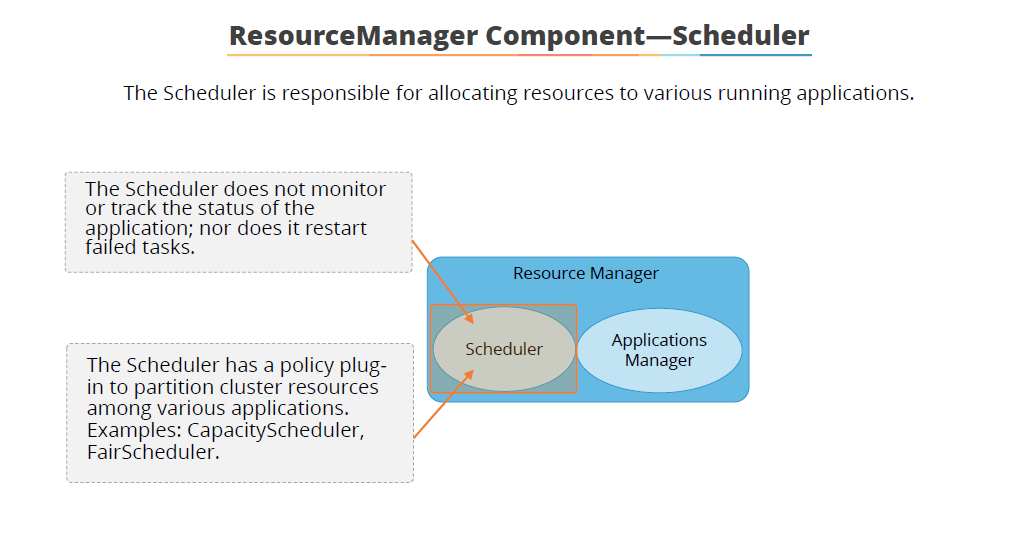 ResourceManager Component—Scheduler
The Scheduler is responsible for allocating resources to various running applications.
The Scheduler does not monitor
or track the status of the
application; nor does it restart
failed tasks.
Resource Manager
Scheduler
Applications
Manager
The Scheduler has a policy plug-
in to partition cluster resources
among various applications.
Examples: CapacityScheduler,
FairScheduler.